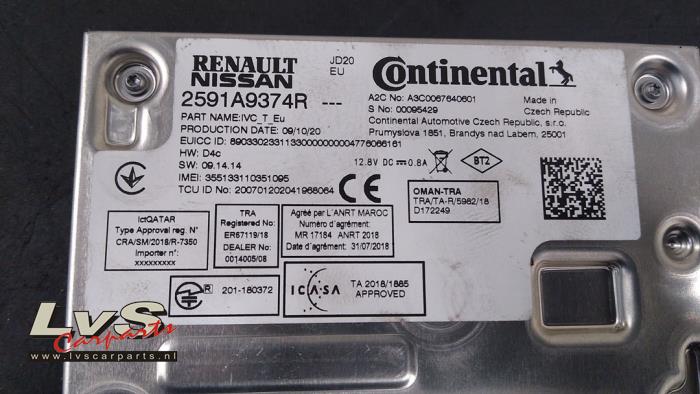 RENAULT
NISSAN
JD20
EU
Continental
2591A9374R ---
A2C No: A3C0067640601
S No: 00095429
Made in
Czech Republic
PART NAME:IVC_T_Eu
PRODUCTION DATE: 09/10/20
Continental Automotive Czech Republic, s.r.o.
Prumyslova 1851, Brandys nad Labem, 25001
EUICC ID: 89033023311330000000004776066161
HW: D4c
SW: 09.14.14
IMEI: 355133110351095
TCU ID No: 200701202041968064
12.8V DC 0.8A
BT2
CE
OMAN-TRA
TRA/TA-R/5982/18
D172249
ictQATAR
Type Approval reg. N°
CRA/SM/2018/R-7350
Importer n°:
xxxxxxxxx
TRA
Registered No:
ER67119/18
DEALER No:
0014005/08
Agréé par L'ANRT MAROC
Numéro d'agrément:
MR 17184 ANRT 2018
Date d'agrément: 31/07/2018
R 201-180372
ICASA
TA 2018/1885
APPROVED
LvS
Carparts
www.lvscarparts.nl